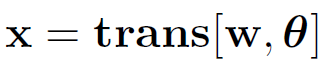 x = trans[w, θ]